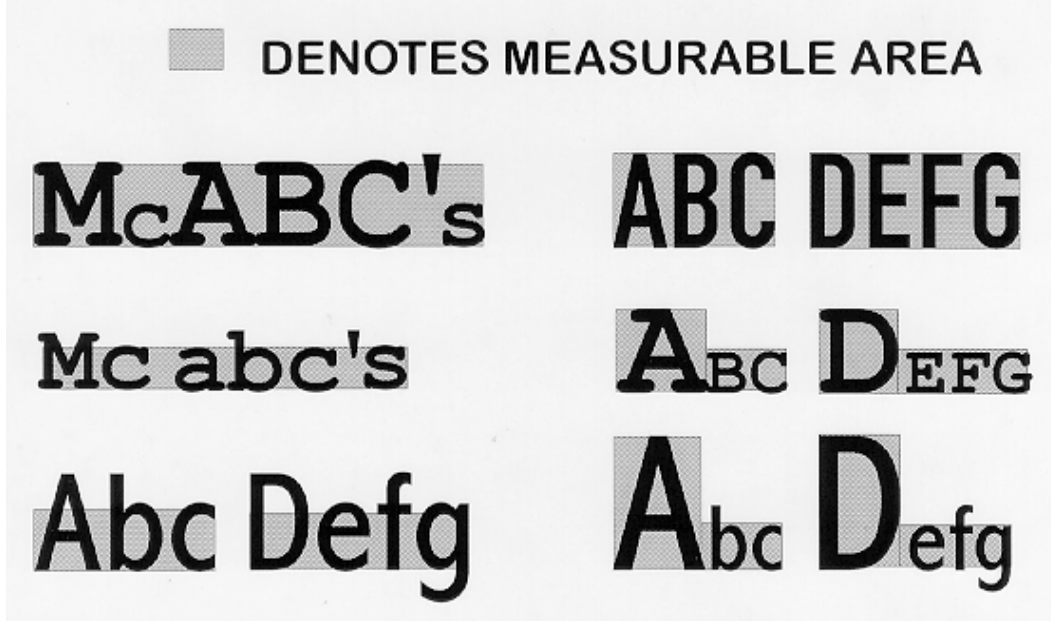 DENOTES MEASURABLE AREA
McABC's ABC DEFG
Mc abc's ABC DEFG
Abc Defg Abc Defg